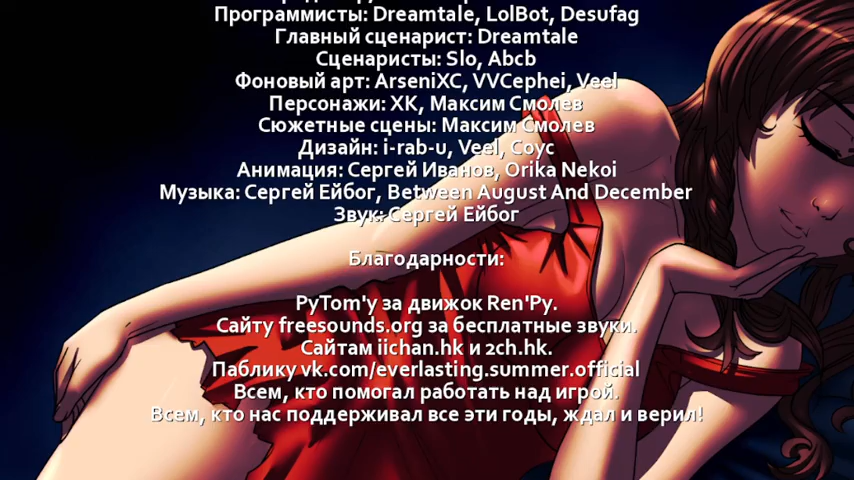 Программисты: Dreamtale, LolBot, Desufag
Главный сценарист: Dreamtale
Сценаристы: Slo, Abcb
Фоновый арт: ArseniXC, VVCephei, Veel
Персонажи: ХК, Максим Смолев
Сюжетные сцены: Максим Смолев
Дизайн: i-rab-u, Veel, Соус
Анимация: Сергей Иванов, Orika Nekoi
Музыка: Сергей Ейбог, Between August And December
Звук: Сергей Ейбог
Благодарности:
PyTom'у за движок Ren'Py.
Сайту freesounds.org за бесплатные звуки.
Сайтам iichan.hk и 2ch.hk.
Паблику vk.com/everlasting.summer.official
Всем, кто помогал работать над игрой.
Всем, кто нас поддерживал все эти годы, ждал и верил!